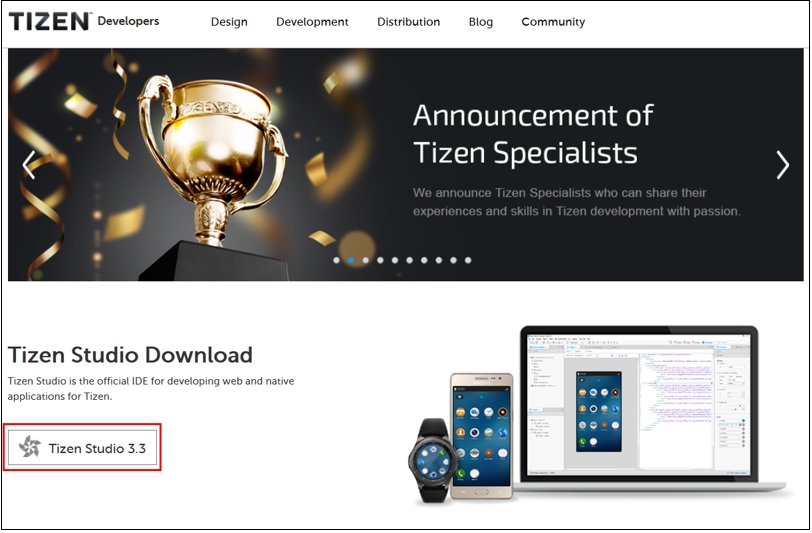 TIZEN™ Developers Design Development Distribution Blog Community
Announcement of
Tizen Specialists
We announce Tizen Specialists who can share their
experiences and skills in Tizen development with passion.
Tizen Studio Download
Tizen Studio is the official IDE for developing web and native
applications for Tizen.
Tizen Studio 3.3